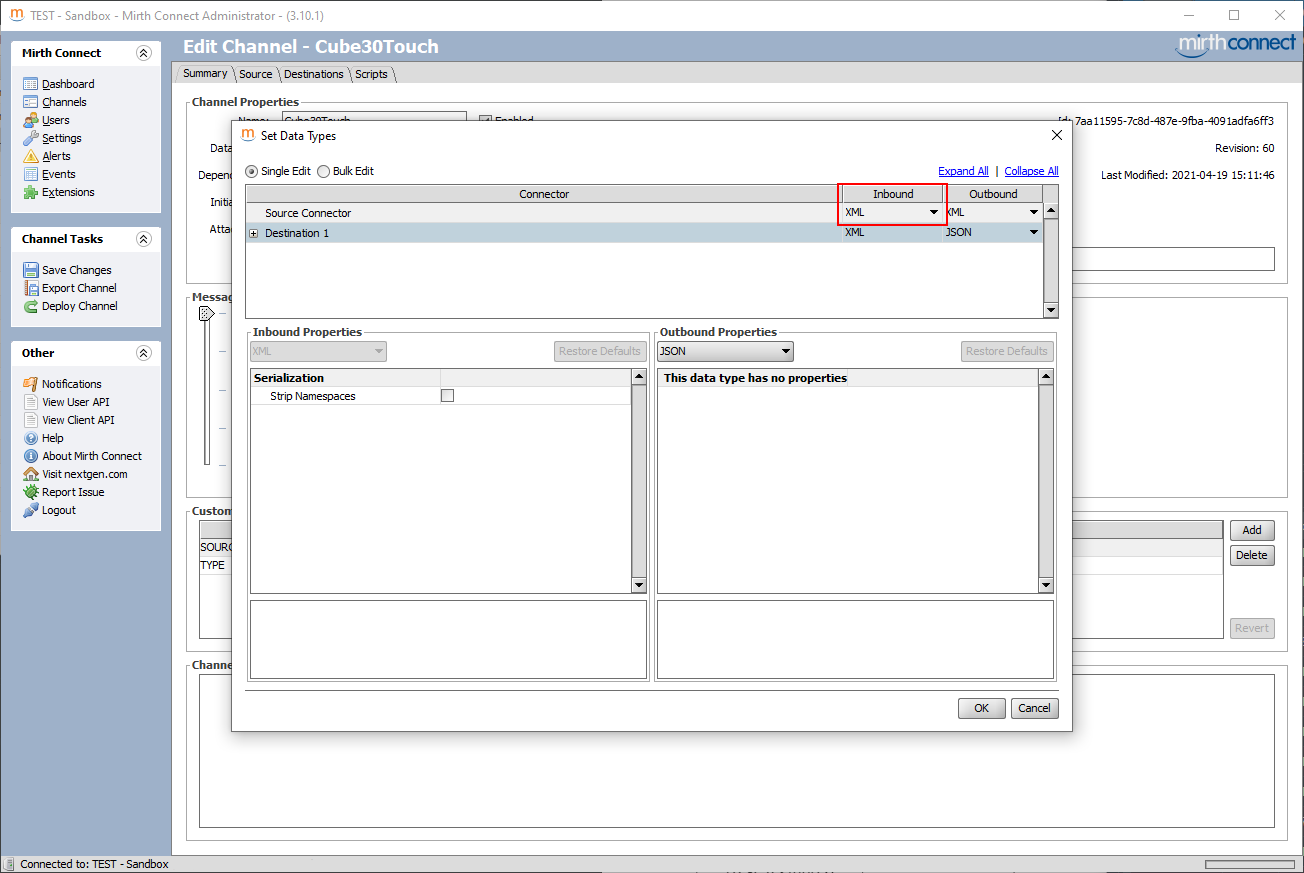 TEST - Sandbox - Mirth Connect Administrator - (3.10.1)
Mirth Connect
Dashboard
Channels
Users
Settings
Alerts
Events
Extensions
Channel Tasks
Save Changes
Export Channel
Deploy Channel
Other
Notifications
View User API
View Client API
Help
About Mirth Connect
Visit nextgen.com
Report Issue
Logout
Edit Channel - Cube30Touch
mirthconnect
Summary Source Destinations Scripts
Channel Properties
Name: Cube30Touch Enabled
Id: 7aa11595-7c8d-487e-9fba-4091adfa6ff3
Data
Revision: 60
Depend
Last Modified: 2021-04-19 15:11:46
Initia
Attac
Messag
Custom
SOURC
TYPE
Add
Delete
Revert
Channe
Set Data Types
Single Edit Bulk Edit
Expand All | Collapse All
Connector Inbound Outbound
Source Connector XML XML
Destination 1 XML JSON
Inbound Properties
XML Restore Defaults
Serialization
Strip Namespaces
Outbound Properties
JSON Restore Defaults
This data type has no properties
OK Cancel
Connected to: TEST - Sandbox